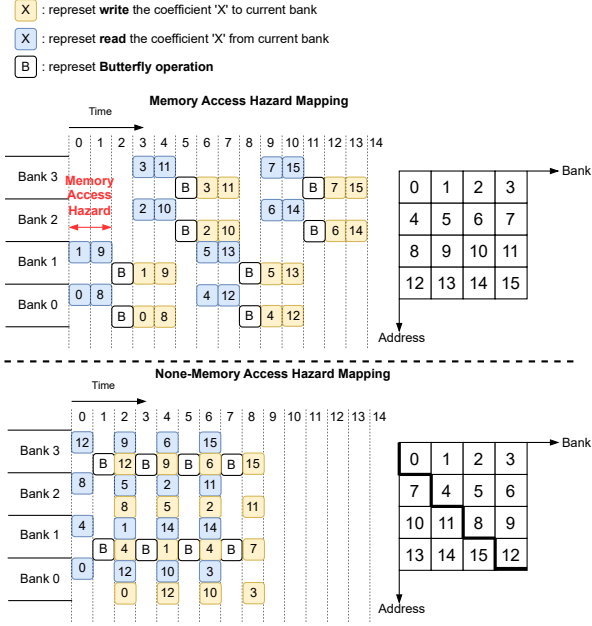 X : represet write the coefficient 'X' to current bank
X : represet read the coefficient 'X' from current bank
B : represet Butterfly operation
Memory Access Hazard Mapping
Time
0 1 2 3 4 5 6 7 8 9 10 11 12 13 14
3 11 7 15
Bank 3
Memory
Access
Hazard
B 3 11 B 7 15
2 10 6 14
Bank 2
B 2 10 B 6 14
1 9 5 13
Bank 1
B 1 9 B 5 13
0 8 4 12
Bank 0
B 0 8 B 4 12
Bank
0 1 2 3
4 5 6 7
8 9 10 11
12 13 14 15
Address
None-Memory Access Hazard Mapping
Time
0 1 2 3 4 5 6 7 8 9 10 11 12 13 14
12 9 6 15
Bank 3
B 12 B 9 B 6 B 15
8 5 2 11
Bank 2
8 5 2 11
4 1 14 14
Bank 1
B 4 B 1 B 4 B 7
0 12 10 3
Bank 0
0 12 10 3
Bank
0 1 2 3
7 4 5 6
10 11 8 9
13 14 15 12
Address